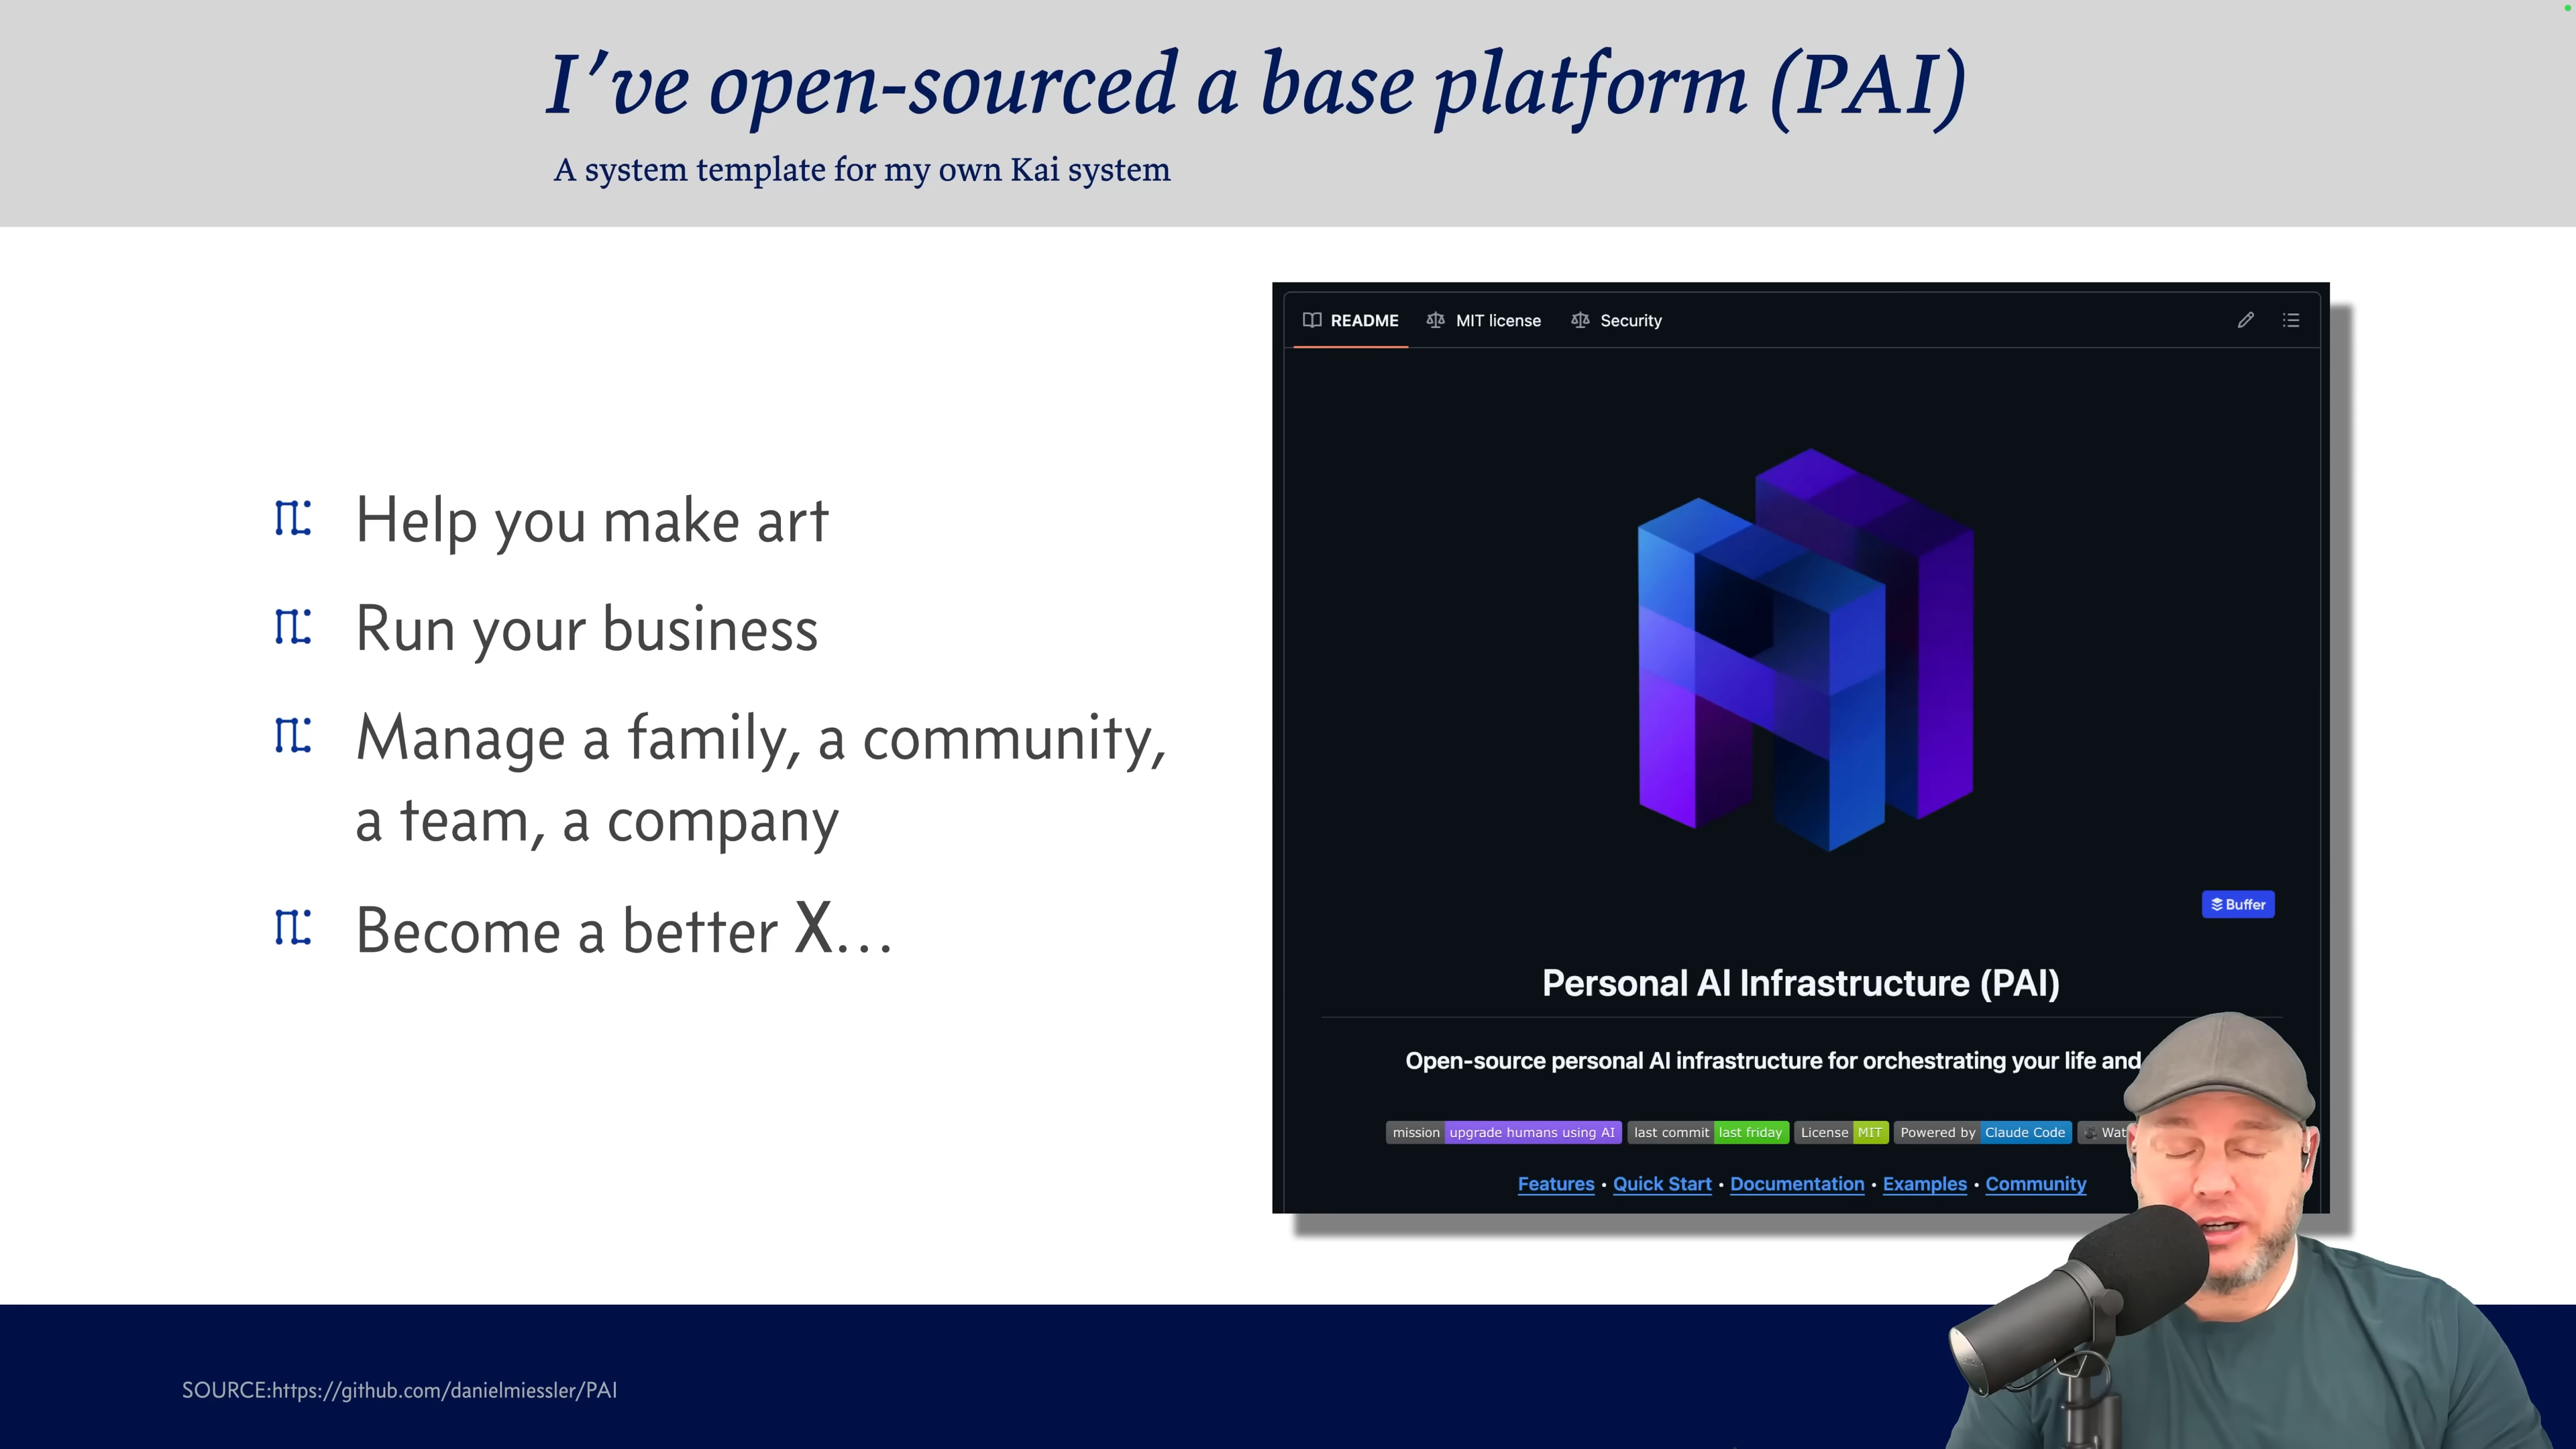 I've open-sourced a base platform (PAI)
A system template for my own Kai system
Help you make art
Run your business
Manage a family, a community,
a team, a company
Become a better X...
README MIT license Security
Buffer
Personal AI Infrastructure (PAI)
Open-source personal AI infrastructure for orchestrating your life and
mission upgrade humans using AI last commit last friday License MIT Powered by Claude Code
Features • Quick Start • Documentation • Examples • Community
SOURCE:https://github.com/danielmiessler/PAI